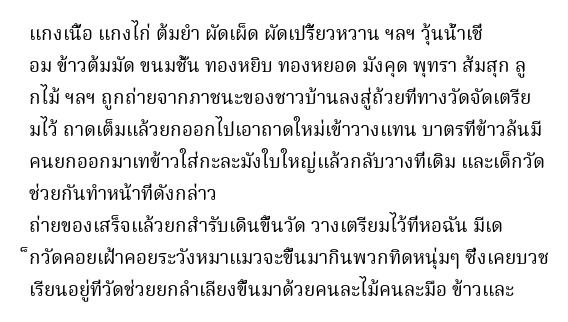 แกงเนื้อ แกงไก่ ต้มยำ ผัดเผ็ด ผัดเปรี้ยวหวาน ฯลฯ วุ้นน้ำเชื่
อม ข้าวต้มมัด ขนมชั้น ทองหยิบ ทองหยอด มังคุด พุทรา ส้มสุก ลู
กไม้ ฯลฯ ถูกถ่ายจากภาชนะของชาวบ้านลงสู่ถ้วยที่ทางวัดจัดเตรีย
มไว้ ถาดเต็มแล้วยกออกไปเอาถาดใหม่เข้าวางแทน บาตรที่ข้าวล้นมี
คนยกออกมาเทข้าวใส่กะละมังใบใหญ่แล้วกลับวางที่เดิม และเด็กวัด
ช่วยกันทำหน้าที่ดังกล่าว
ถ่ายของเสร็จแล้วยกสำรับเดินขึ้นวัด วางเตรียมไว้ที่หอฉัน มีเด
็กวัดคอยเฝ้าคอยระวังหมาแมวจะขึ้นมากินพวกทิดหนุ่มๆ ซึ่งเคยบวช
เรียนอยู่ที่วัดช่วยยกลำเลียงขึ้นมาด้วยคนละไม้คนละมือ ข้าวและ